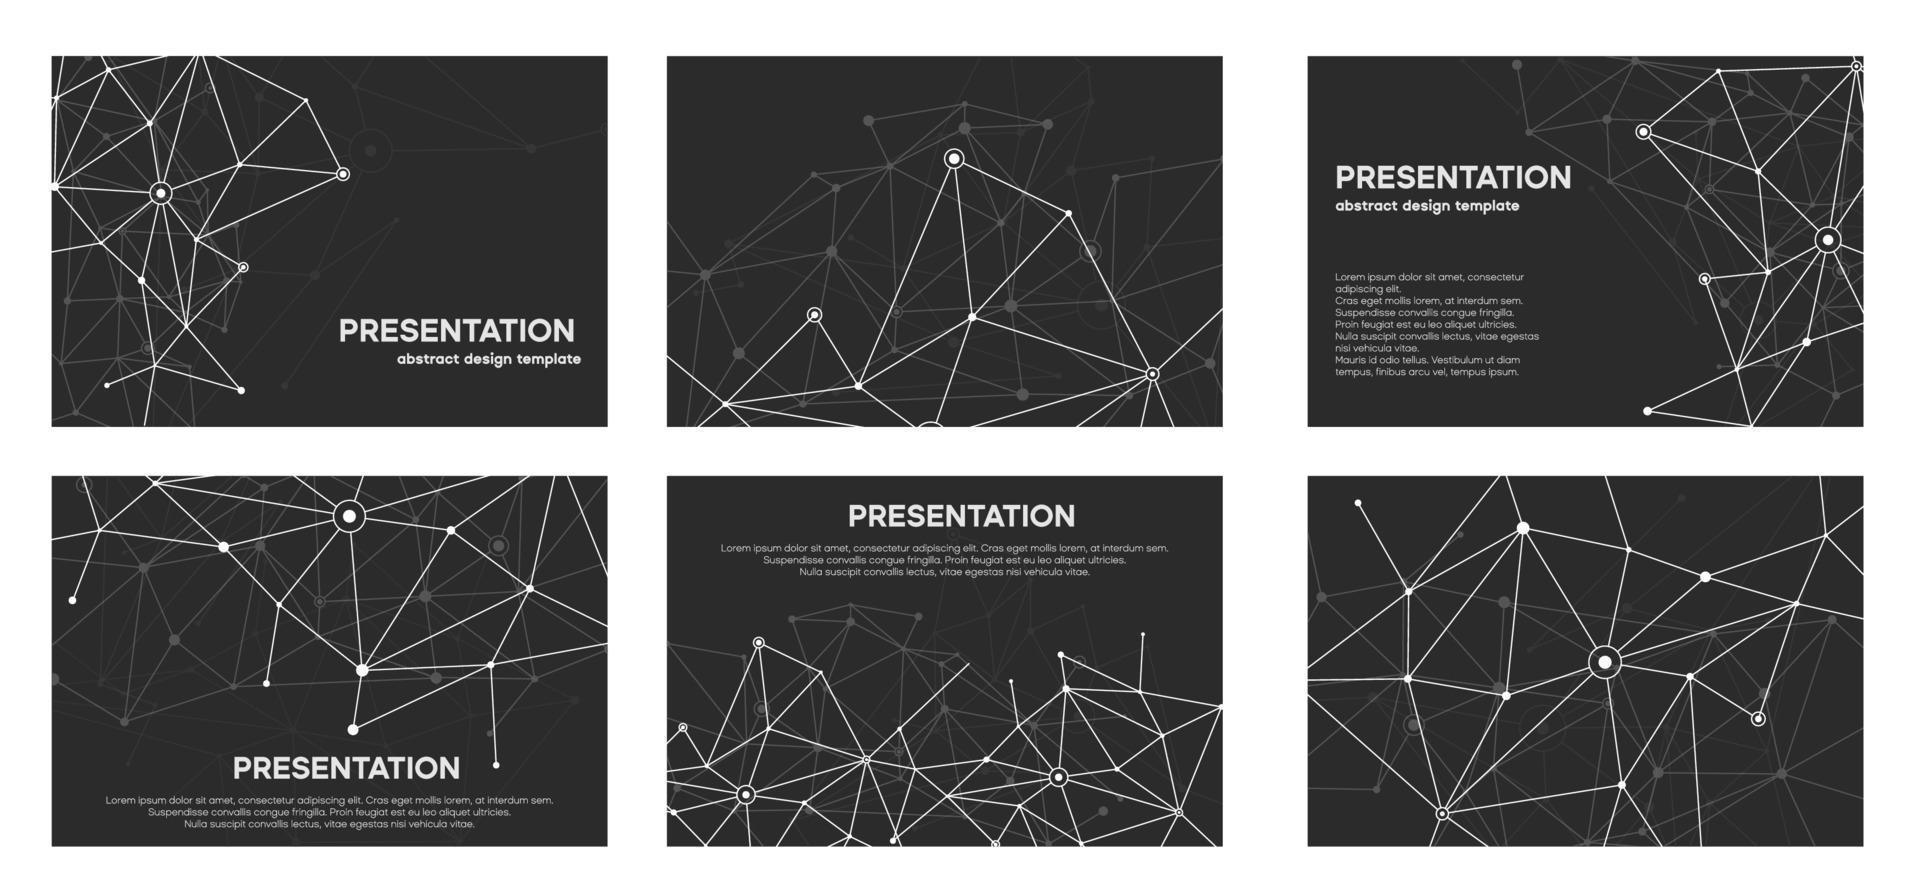 PRESENTATION
abstract design template
PRESENTATION
abstract design template
Lorem ipsum dolor sit amet, consectetur
adipiscing elit.
Cras eget mollis lorem, at interdum sem.
Suspendisse convallis congue fringilla.
Proin feugiat est eu leo aliquet ultricies.
Nulla suscipit convallis lectus, vitae egestas
nisi vehicula vitae.
Mauris id odio tellus. Vestibulum ut diam
tempus, finibus arcu vel, tempus ipsum.
PRESENTATION
Lorem ipsum dolor sit amet, consectetur adipiscing elit. Cras eget mollis lorem, at interdum sem.
Suspendisse convallis congue fringilla. Proin feugiat est eu leo aliquet ultricies.
Nulla suscipit convallis lectus, vitae egestas nisi vehicula vitae.
PRESENTATION
Lorem ipsum dolor sit amet, consectetur adipiscing elit. Cras eget mollis lorem, at interdum sem.
Suspendisse convallis congue fringilla. Proin feugiat est eu leo aliquet ultricies.
Nulla suscipit convallis lectus, vitae egestas nisi vehicula vitae.